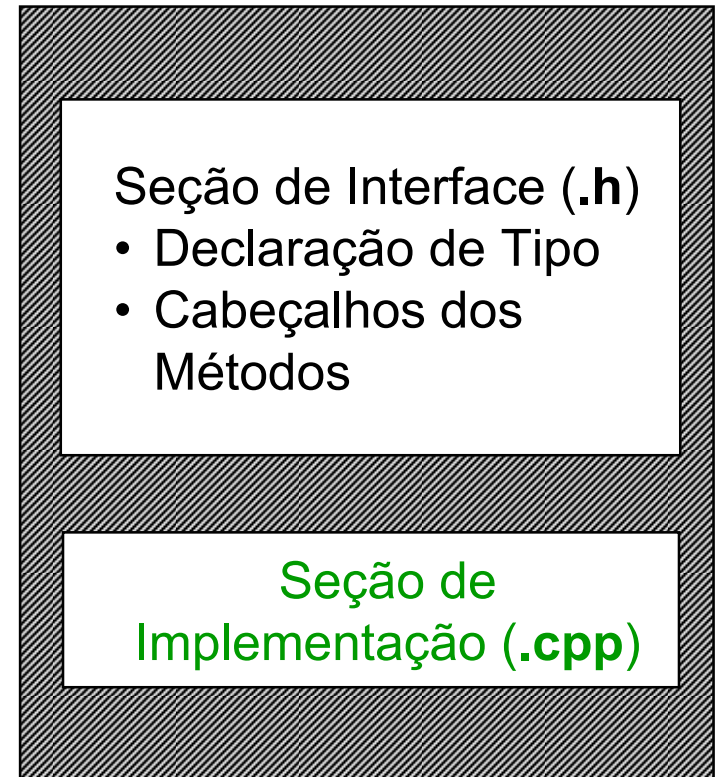 Seção de Interface (.h)
• Declaração de Tipo
• Cabeçalhos dos
Métodos
Seção de
Implementação (.cpp)